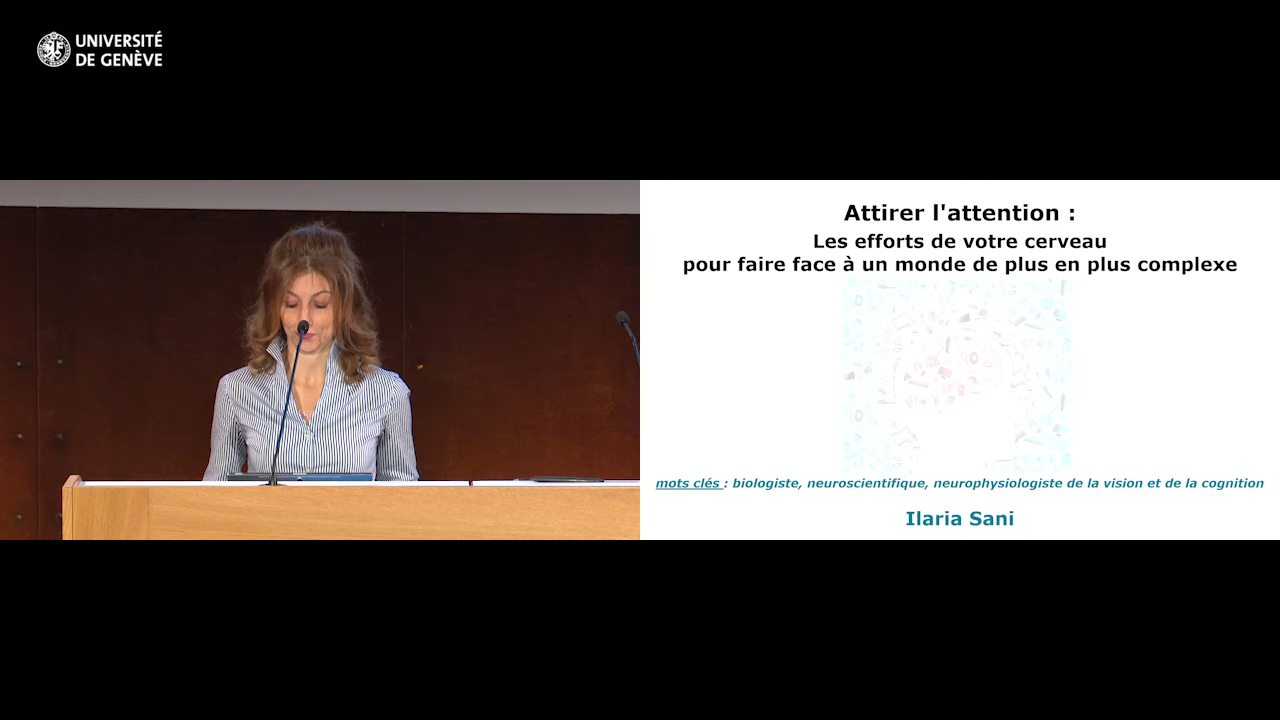 UNIVERSITÉ
DE GENÈVE
Attirer l'attention :
Les efforts de votre cerveau
pour faire face à un monde de plus en plus complexe
mots clés : biologiste, neuroscientifique, neurophysiologiste de la vision et de la cognition
Ilaria Sani